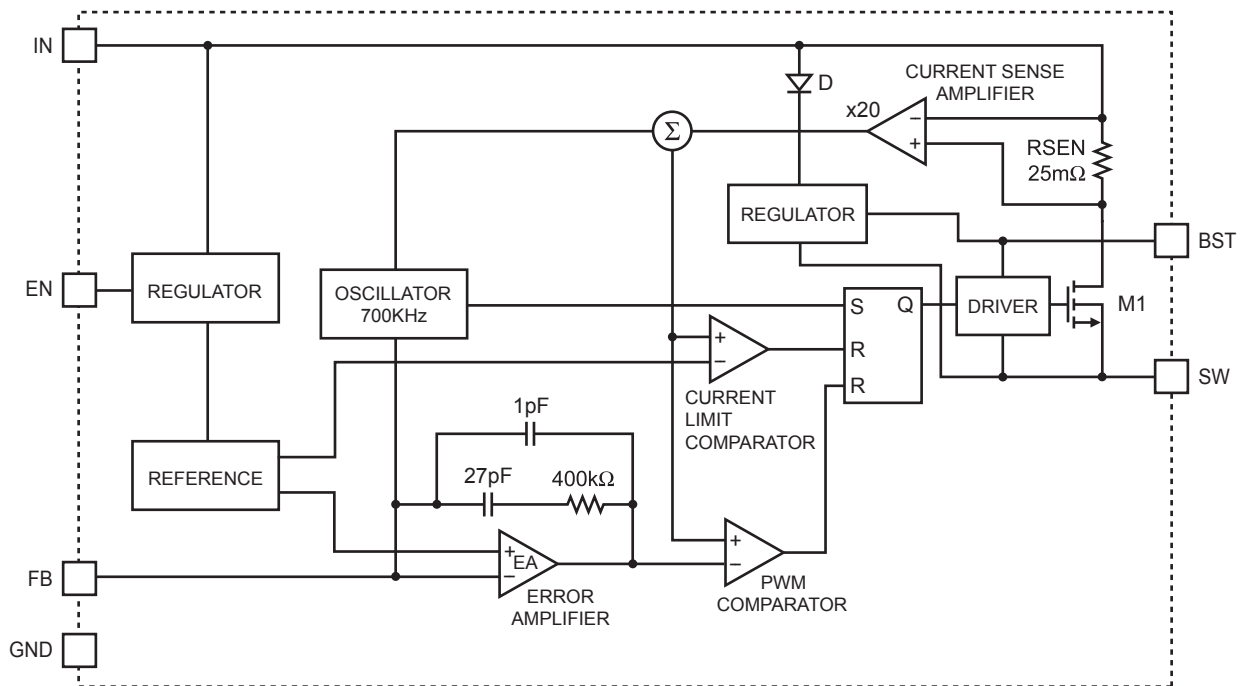 IN
D
CURRENT SENSE
AMPLIFIER
x20
−
+
Σ
RSEN
25mΩ
REGULATOR
BST
EN
REGULATOR
OSCILLATOR
700KHz
S
Q
DRIVER
M1
+
−
R
R
SW
CURRENT
LIMIT
COMPARATOR
1pF
REFERENCE
27pF
400kΩ
+
EA
−
+
−
FB
ERROR
AMPLIFIER
PWM
COMPARATOR
GND